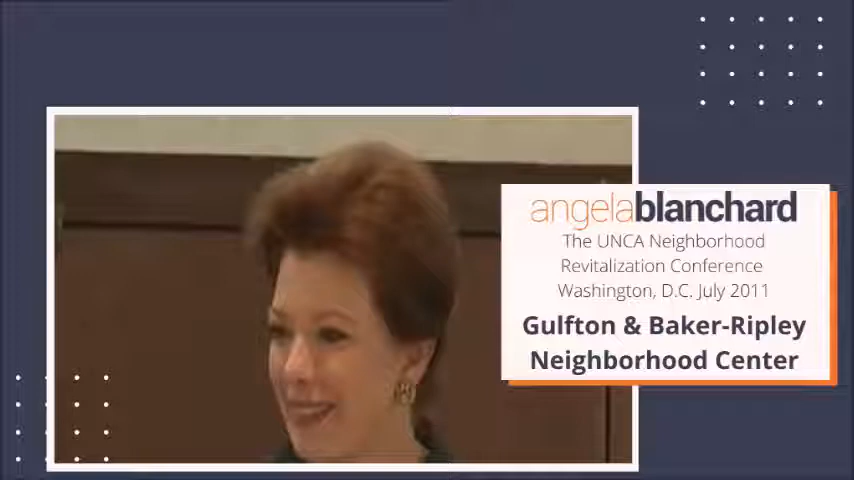 angelablanchard
The UNCA Neighborhood
Revitalization Conference
Washington, D.C. July 2011
Gulfton & Baker-Ripley
Neighborhood Center